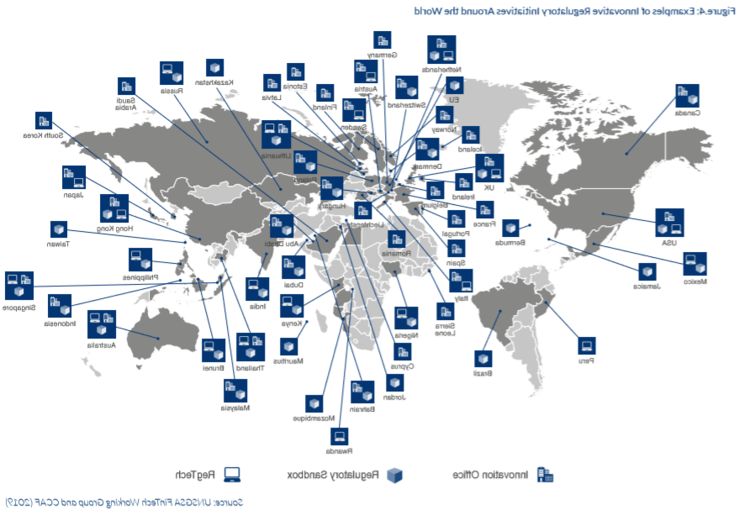 Figure 4: Examples of Innovative Regulatory Initiatives Around the World
Germany
Netherlands
Kazakhstan
Russia
Estonia
Latvia
Austria
Switzerland
EU
Saudi
Arabia
Finland
Canada
South Korea
Sweden
Norway
Iceland
Lithuania
Denmark
UK
Japan
Hungary
Ireland
Belgium
France
Hong
Kong
Taiwan
Abu Dhabi
Liechtenstein
Portugal
Bermuda
USA
Romania
Spain
Philippines
Dubai
Italy
Jamaica
Mexico
Singapore
Indonesia
India
Kenya
Nigeria
Sierra
Leone
Australia
Brunei
Thailand
Mauritius
Cyprus
Brazil
Peru
Malaysia
Mozambique
Bahrain
Jordan
Rwanda
RegTech
Regulatory Sandbox
Innovation Office
Source: UNSGSA FinTech Working Group and CCAF (2019)